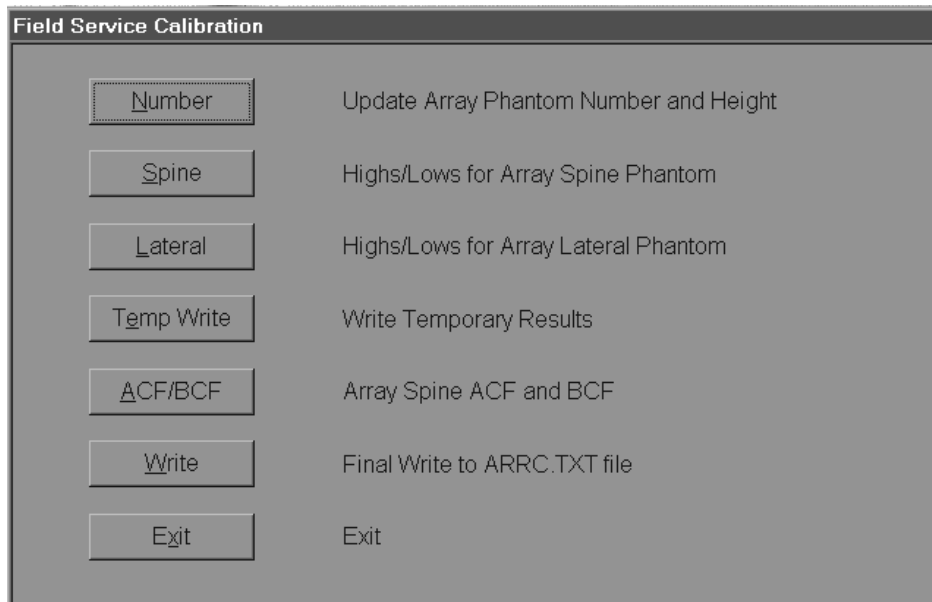 Field Service Calibration
Number Update Array Phantom Number and Height
Spine Highs/Lows for Array Spine Phantom
Lateral Highs/Lows for Array Lateral Phantom
Temp Write Write Temporary Results
ACF/BCF Array Spine ACF and BCF
Write Final Write to ARRC.TXT file
Exit Exit